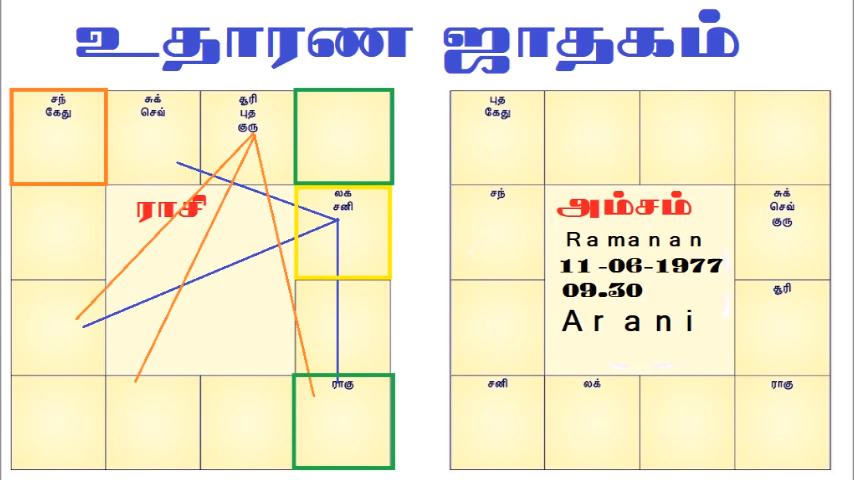 உதாரண ஜாதகம்
சந்
கேது
சுக்
செவ்
சூரி
புத
குரு
லக்
சனி
ராசி
ராகு
புத
கேது
சந்
அம்சம்
Ramanan
11-06-1977
09.30
Arani
சுக்
செவ்
குரு
சூரி
சனி
லக்
ராகு